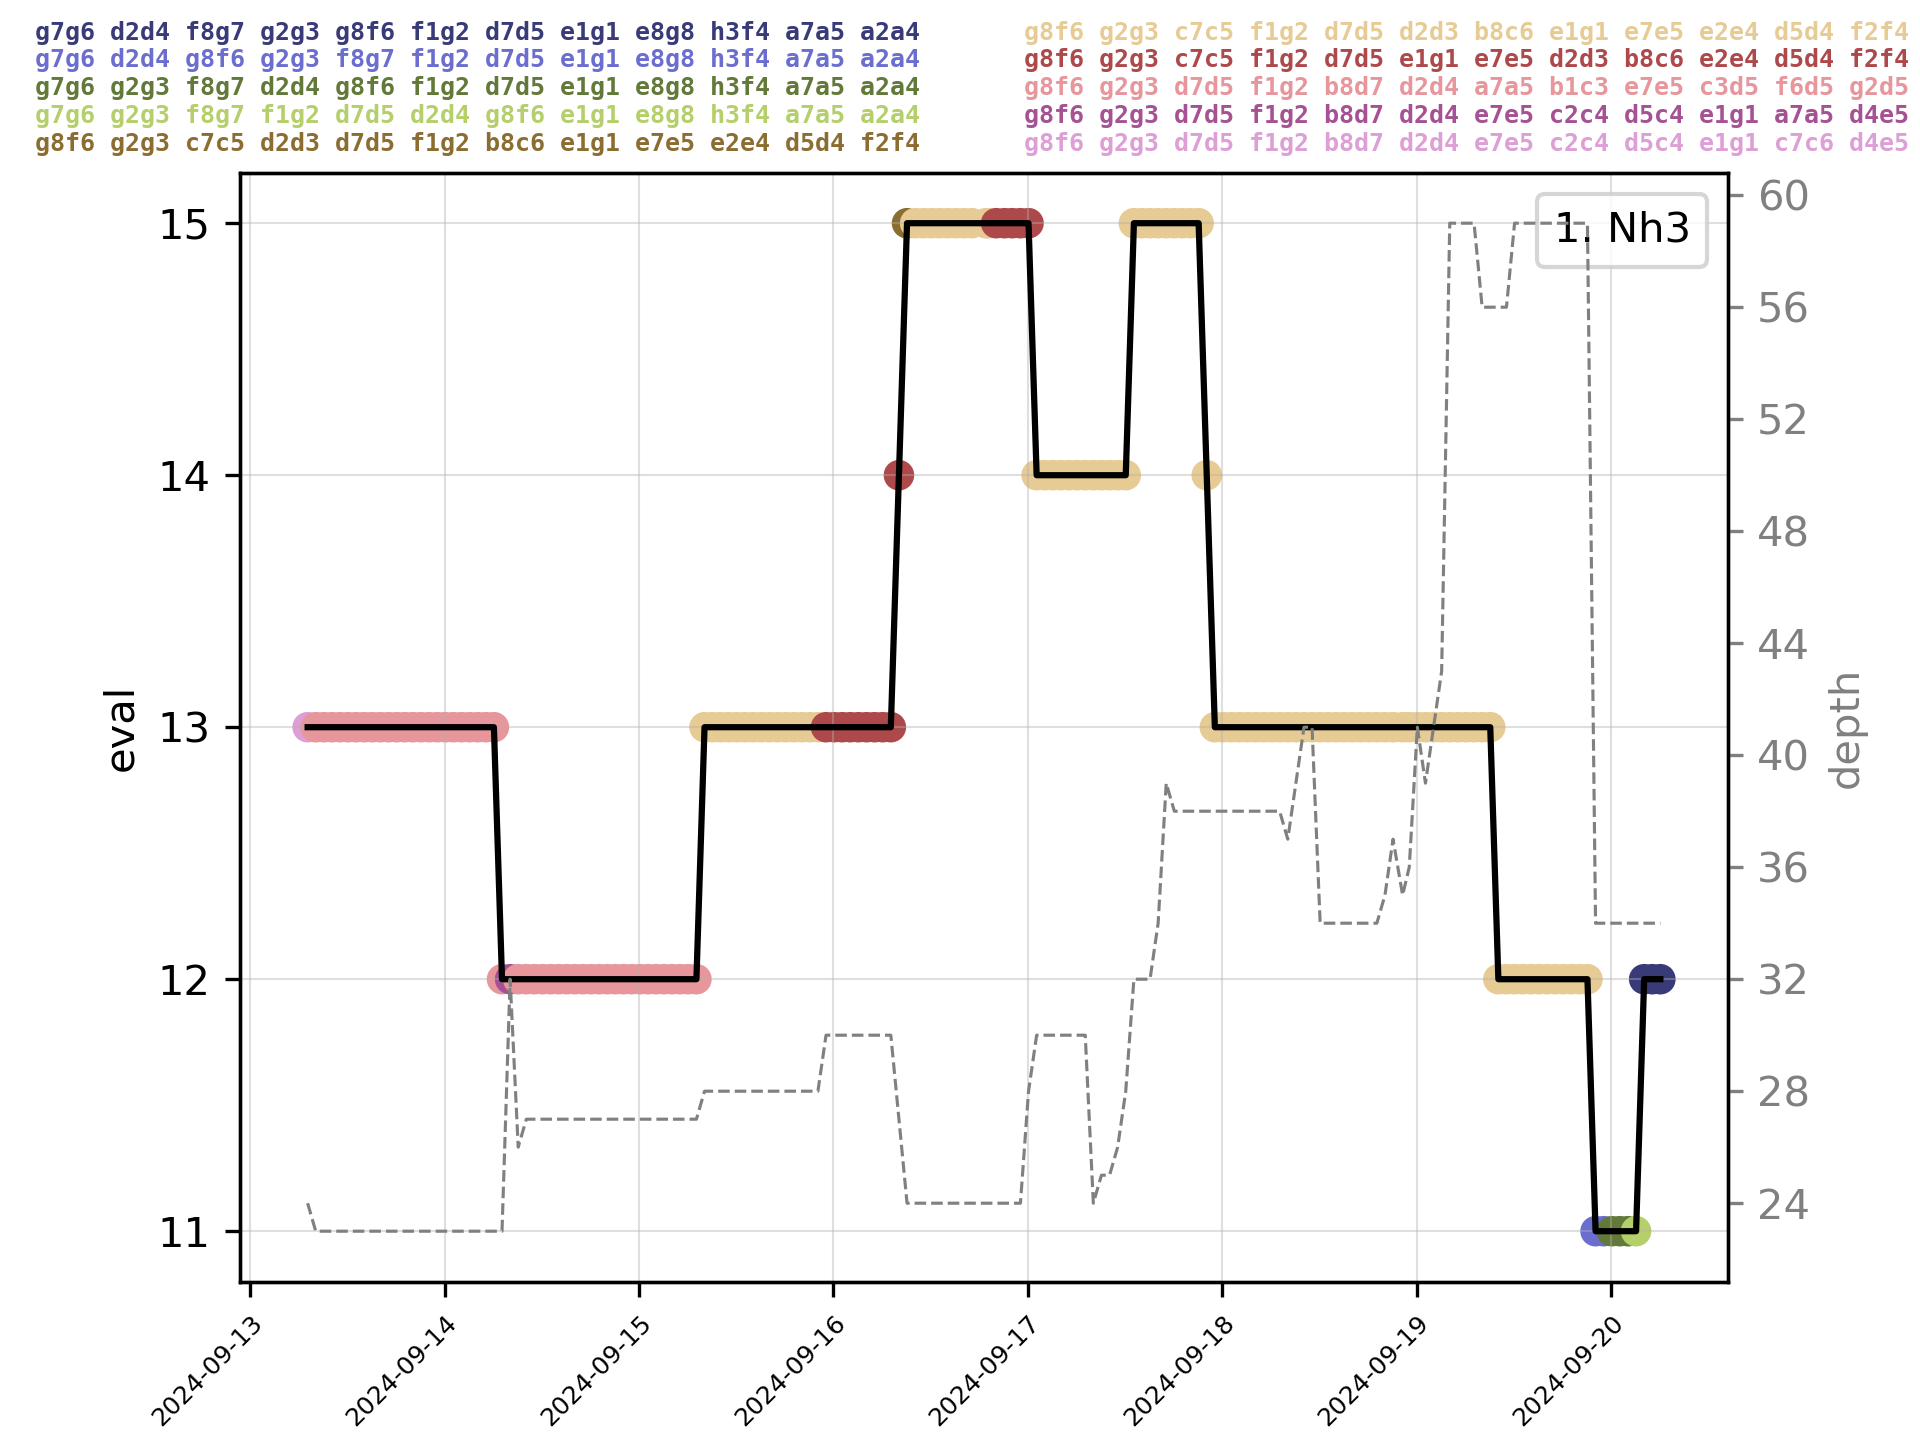 g7g6 d2d4 f8g7 g2g3 g8f6 f1g2 d7d5 e1g1 e8g8 h3f4 a7a5 a2a4
g7g6 d2d4 g8f6 g2g3 f8g7 f1g2 d7d5 e1g1 e8g8 h3f4 a7a5 a2a4
g7g6 g2g3 f8g7 d2d4 g8f6 f1g2 d7d5 e1g1 e8g8 h3f4 a7a5 a2a4
g7g6 g2g3 f8g7 f1g2 d7d5 d2d4 g8f6 e1g1 e8g8 h3f4 a7a5 a2a4
g8f6 g2g3 c7c5 d2d3 d7d5 f1g2 b8c6 e1g1 e7e5 e2e4 d5d4 f2f4
g8f6 g2g3 c7c5 f1g2 d7d5 d2d3 b8c6 e1g1 e7e5 e2e4 d5d4 f2f4
g8f6 g2g3 c7c5 f1g2 d7d5 e1g1 e7e5 d2d3 b8c6 e2e4 d5d4 f2f4
g8f6 g2g3 d7d5 f1g2 b8d7 d2d4 a7a5 b1c3 e7e5 c3d5 f6d5 g2d5
g8f6 g2g3 d7d5 f1g2 b8d7 d2d4 e7e5 c2c4 d5c4 e1g1 a7a5 d4e5
g8f6 g2g3 d7d5 f1g2 b8d7 d2d4 e7e5 c2c4 d5c4 e1g1 c7c6 d4e5
1. Nh3
eval
15
14
13
12
11
60
56
52
48
44
40
36
32
28
24
depth
2024-09-13
2024-09-14
2024-09-15
2024-09-16
2024-09-17
2024-09-18
2024-09-19
2024-09-20